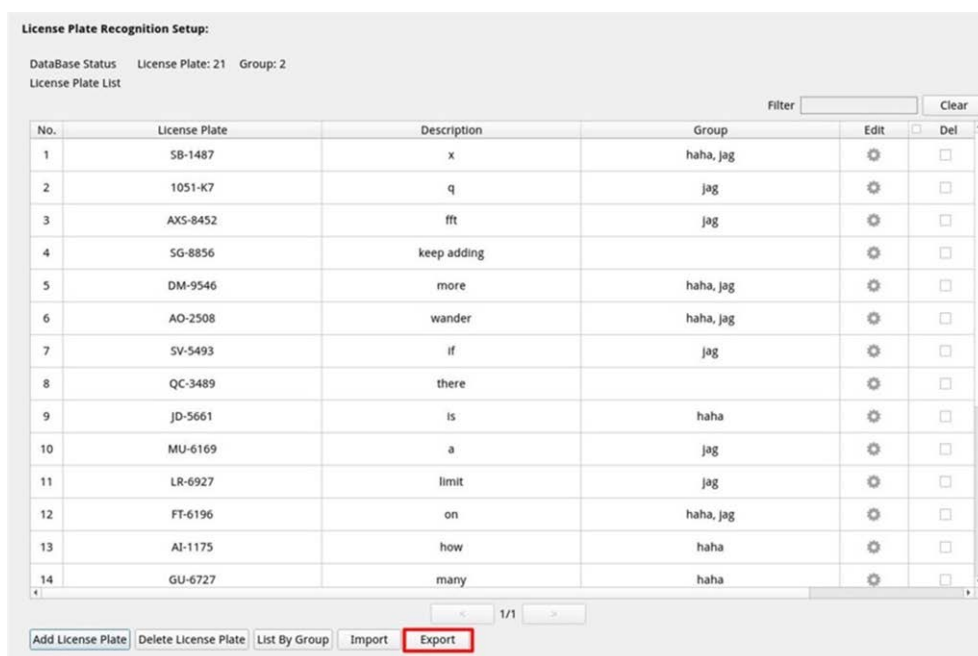 License Plate Recognition Setup:
DataBase Status License Plate: 21 Group: 2
License Plate List
Filter Clear
No. License Plate Description Group Edit Del
1 SB-1487 x haha, jag
2 1051-K7 q jag
3 AXS-8452 fft jag
4 SG-8856 keep adding
5 DM-9546 more haha, jag
6 AO-2508 wander haha, jag
7 SV-5493 if jag
8 QC-3489 there
9 JD-5661 is haha
10 MU-6169 a jag
11 LR-6927 limit jag
12 FT-6196 on haha, jag
13 AI-1175 how haha
14 GU-6727 many haha
< 1/1 >
Add License Plate Delete License Plate List By Group Import Export